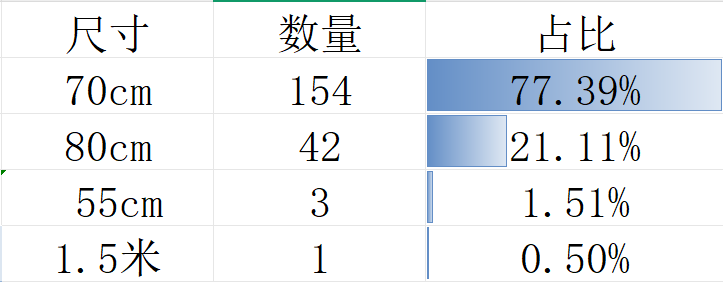 尺寸 数量 占比
70cm 154 77.39%
80cm 42 21.11%
55cm 3 1.51%
1.5米 1 0.50%